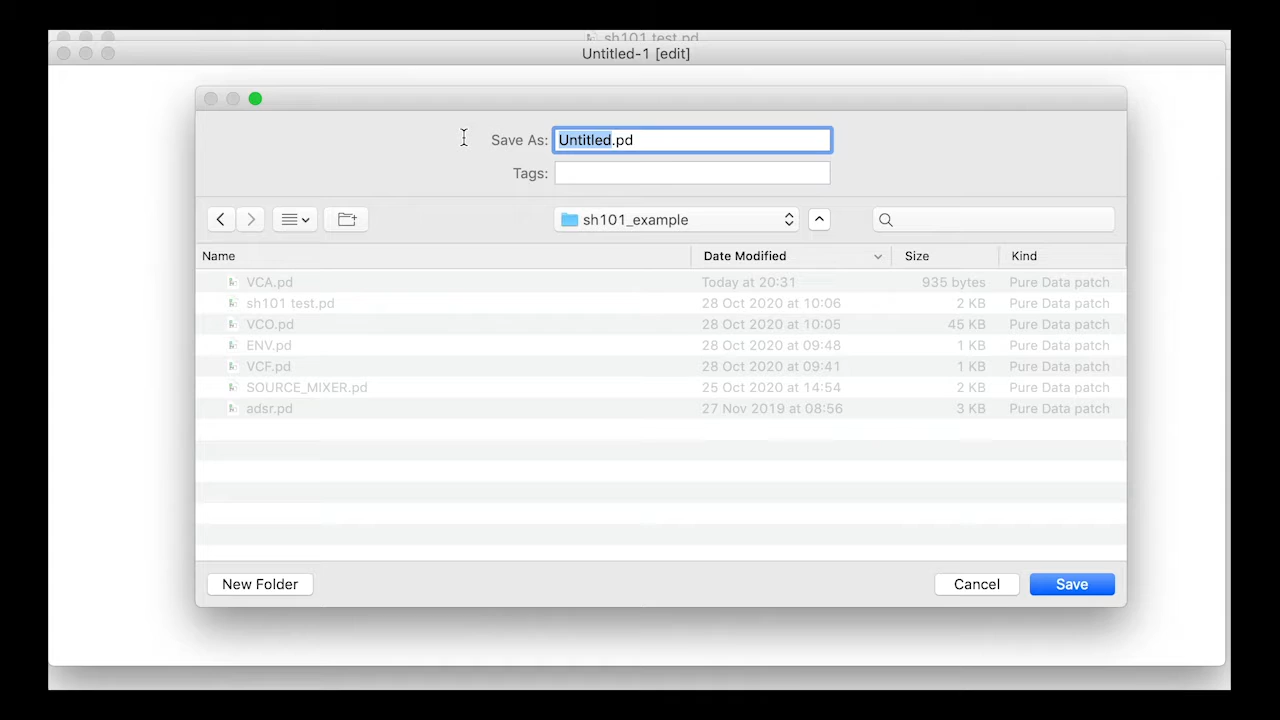 sh101 test.pd
Untitled-1 [edit]
Save As: Untitled.pd
Tags:
sh101_example
Name Date Modified Size Kind
VCA.pd Today at 20:31 935 bytes Pure Data patch
sh101 test.pd 28 Oct 2020 at 10:06 2 KB Pure Data patch
VCO.pd 28 Oct 2020 at 10:05 45 KB Pure Data patch
ENV.pd 28 Oct 2020 at 09:48 1 KB Pure Data patch
VCF.pd 28 Oct 2020 at 09:41 1 KB Pure Data patch
SOURCE_MIXER.pd 25 Oct 2020 at 14:54 2 KB Pure Data patch
adsr.pd 27 Nov 2019 at 08:56 3 KB Pure Data patch
New Folder Cancel Save